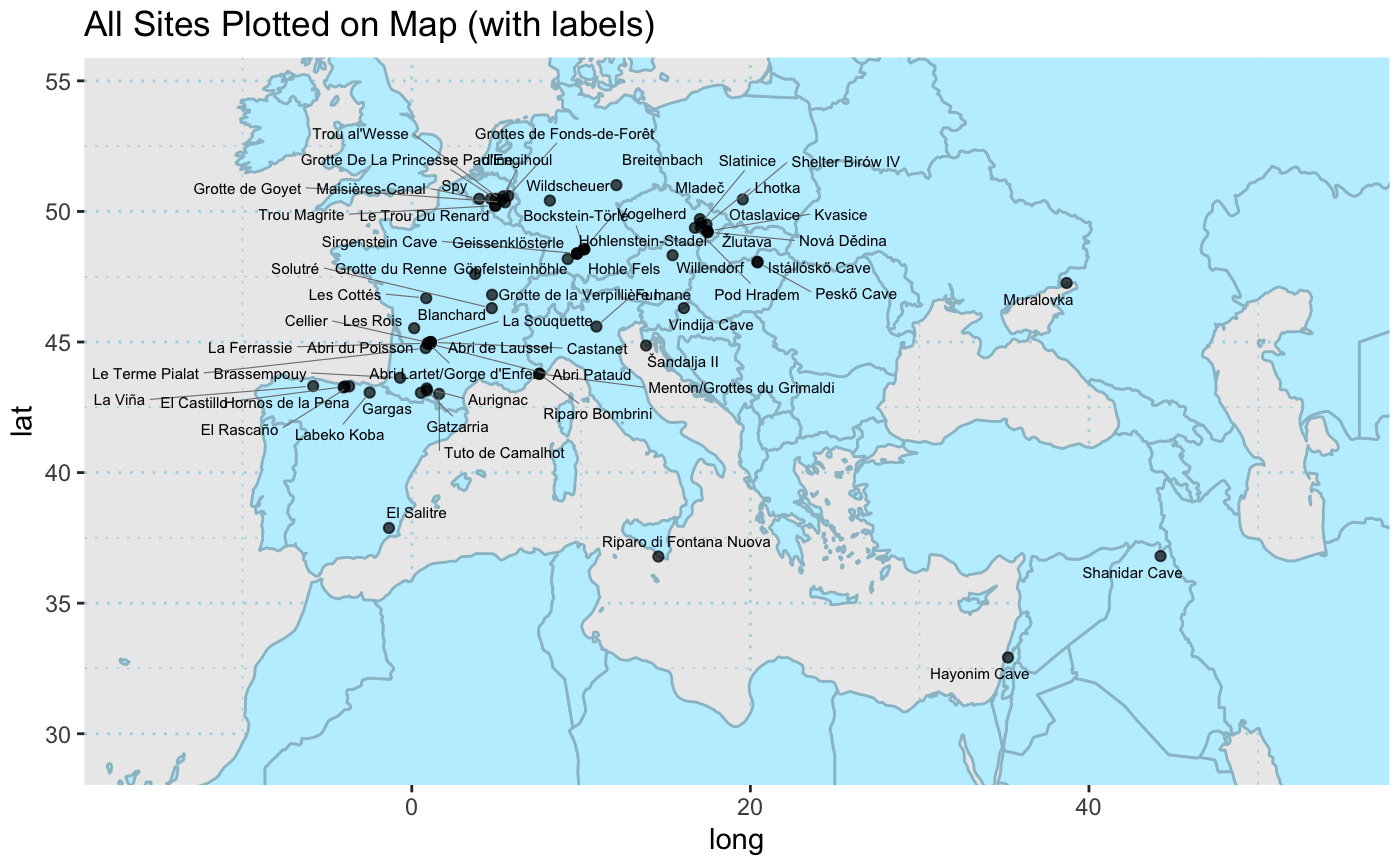 All Sites Plotted on Map (with labels)
55
Trou al'Wesse
Grottes de Fonds-de-Forêt
Grotte De La Princesse Pauline
d'Engihoul
Breitenbach
Slatinice
Shelter Birów IV
Grotte de Goyet
Maisières-Canal
Spy
Wildscheuer
Mladeč
Lhotka
50
Trou Magrite
Le Trou Du Renard
Bockstein-Törle
Vogelherd
Otaslavice
Kvasice
Sirgenstein Cave
Geissenklösterle
Hohlenstein-Stadel
Žlutava
Nová Dědina
Solutré
Grotte du Renne
Göpfelsteinhöhle
Hohle Fels
Willendorf
Istállóskő Cave
Les Cottés
Grotte de la Verpillière I
Fumane
Pod Hradem
Peskő Cave
Muralovka
Blanchard
Cellier
Les Rois
La Souquette
Vindija Cave
45
La Ferrassie
Abri du Poisson
Abri de Laussel
Castanet
Šandalja II
Le Terme Pialat
Brassempouy
Abri Lartet/Gorge d'Enfer
Abri Pataud
Menton/Grottes du Grimaldi
La Viña
El Castillo
Hornos de la Pena
Gargas
Aurignac
Riparo Bombrini
El Rascaño
Labeko Koba
Gatzarria
Tuto de Camalhot
40
El Salitre
Riparo di Fontana Nuova
Shanidar Cave
35
Hayonim Cave
30
0
20
40
long
lat